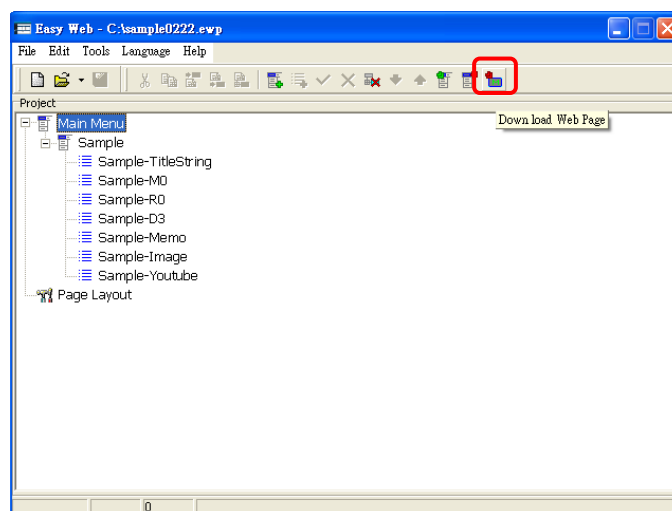 Easy Web - C:\sample0222.ewp
File Edit Tools Language Help
Project
Down load Web Page
Main Menu
Sample
Sample-TitleString
Sample-M0
Sample-R0
Sample-D3
Sample-Memo
Sample-Image
Sample-Youtube
Page Layout
0